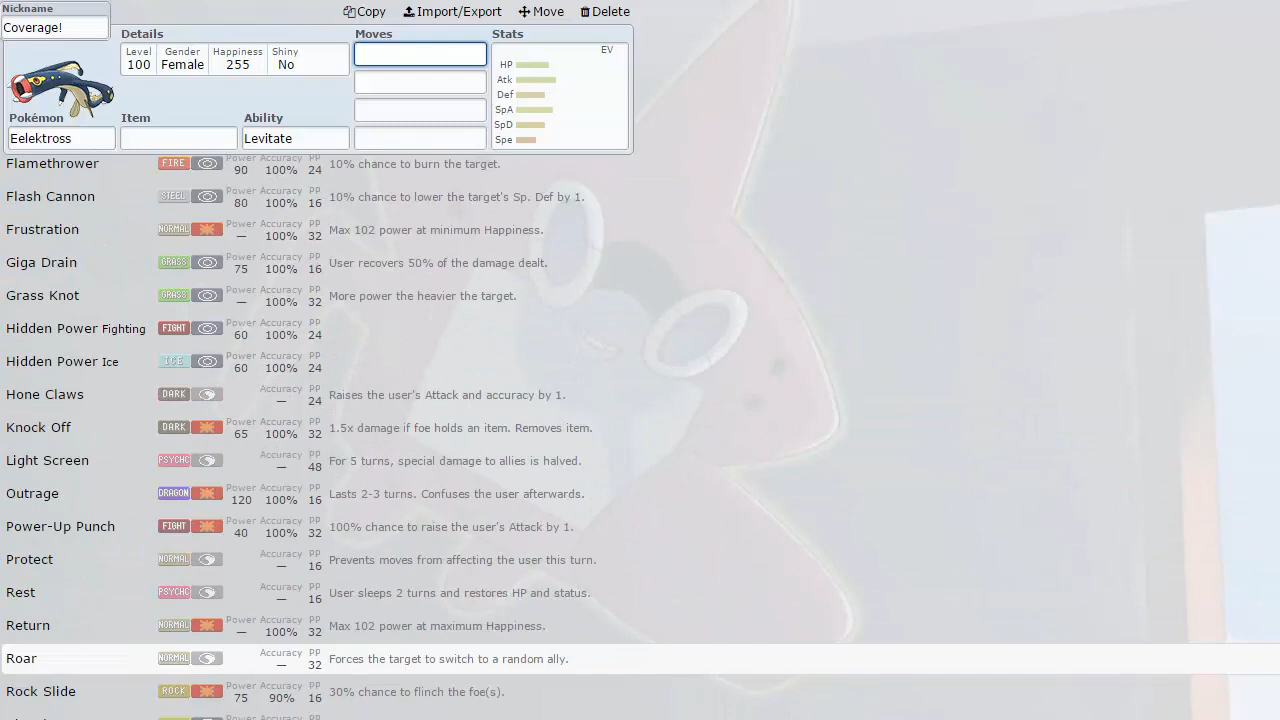 Nickname
Coverage!
Copy Import/Export Move Delete
Details
Level Gender Happiness Shiny
100 Female 255 No
Moves
Stats
EV
HP
Atk
Def
SpA
SpD
Spe
Pokémon Item Ability
Eelektross Levitate
Flamethrower FIRE Power 90 Accuracy 100% PP 24 10% chance to burn the target.
Flash Cannon STEEL Power 80 Accuracy 100% PP 16 10% chance to lower the target's Sp. Def by 1.
Frustration NORMAL Power — Accuracy 100% PP 32 Max 102 power at minimum Happiness.
Giga Drain GRASS Power 75 Accuracy 100% PP 16 User recovers 50% of the damage dealt.
Grass Knot GRASS Power — Accuracy 100% PP 32 More power the heavier the target.
Hidden Power Fighting FIGHT Power 60 Accuracy 100% PP 24
Hidden Power Ice ICE Power 60 Accuracy 100% PP 24
Hone Claws DARK Accuracy — PP 24 Raises the user's Attack and accuracy by 1.
Knock Off DARK Power 65 Accuracy 100% PP 32 1.5x damage if foe holds an item. Removes item.
Light Screen PSYCHC Accuracy — PP 48 For 5 turns, special damage to allies is halved.
Outrage DRAGON Power 120 Accuracy 100% PP 16 Lasts 2-3 turns. Confuses the user afterwards.
Power-Up Punch FIGHT Power 40 Accuracy 100% PP 32 100% chance to raise the user's Attack by 1.
Protect NORMAL Accuracy — PP 16 Prevents moves from affecting the user this turn.
Rest PSYCHC Accuracy — PP 16 User sleeps 2 turns and restores HP and status.
Return NORMAL Power — Accuracy 100% PP 32 Max 102 power at maximum Happiness.
Roar NORMAL Accuracy — PP 32 Forces the target to switch to a random ally.
Rock Slide ROCK Power 75 Accuracy 90% PP 16 30% chance to flinch the foe(s).
Power Accuracy PP